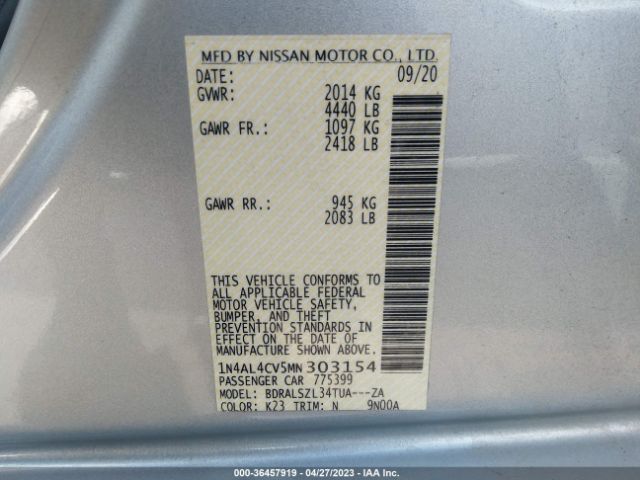 MFD BY NISSAN MOTOR CO., LTD.
DATE: 09/20
GVWR: 2014 KG
4440 LB
GAWR FR.: 1097 KG
2418 LB
GAWR RR.: 945 KG
2083 LB
THIS VEHICLE CONFORMS TO
ALL APPLICABLE FEDERAL
MOTOR VEHICLE SAFETY,
BUMPER, AND THEFT
PREVENTION STANDARDS IN
EFFECT ON THE DATE OF
MANUFACTURE SHOWN ABOVE.
1N4AL4CV5MN303154
PASSENGER CAR 775399
MODEL: BDRALSZL34TUA---ZA
COLOR: K23 TRIM: N 9N00A
000-36457919 - 04/27/2023 - IAA Inc.